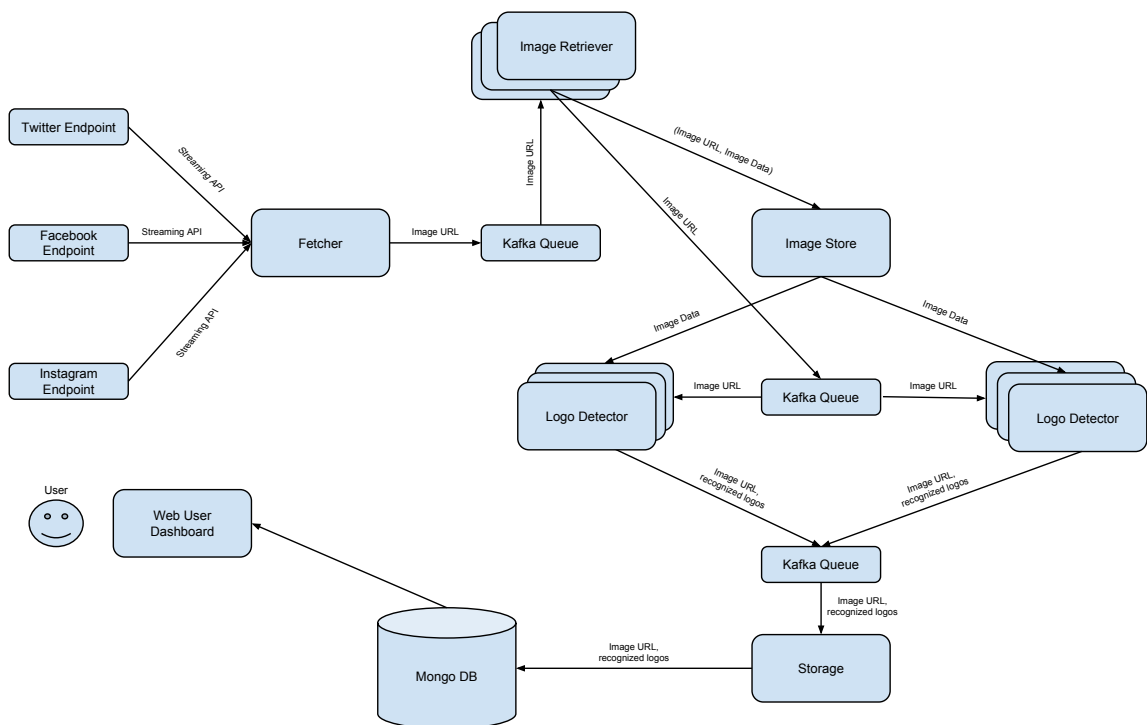 Image Retriever
Twitter Endpoint
Streaming API
Image URL
(Image URL, Image Data)
Image URL
Facebook
Endpoint
Streaming API
Fetcher
Image URL
Kafka Queue
Image Store
Streaming API
Instagram
Endpoint
Image Data
Image Data
Logo Detector
Image URL
Kafka Queue
Image URL
Logo Detector
Image URL,
recognized logos
Image URL,
recognized logos
User
Web User
Dashboard
Kafka Queue
Image URL,
recognized logos
Mongo DB
Image URL,
recognized logos
Storage